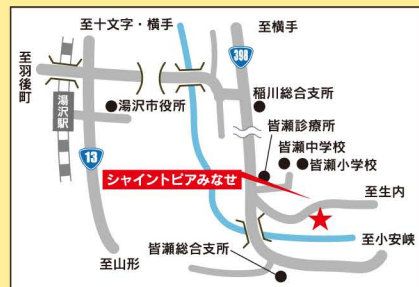 至十文字・横手
至横手
至羽後町
398
湯沢駅
湯沢市役所
稲川総合支所
皆瀬診療所
皆瀬中学校
皆瀬小学校
13
シャイントピアみなせ
至生内
至小安峡
皆瀬総合支所
至山形